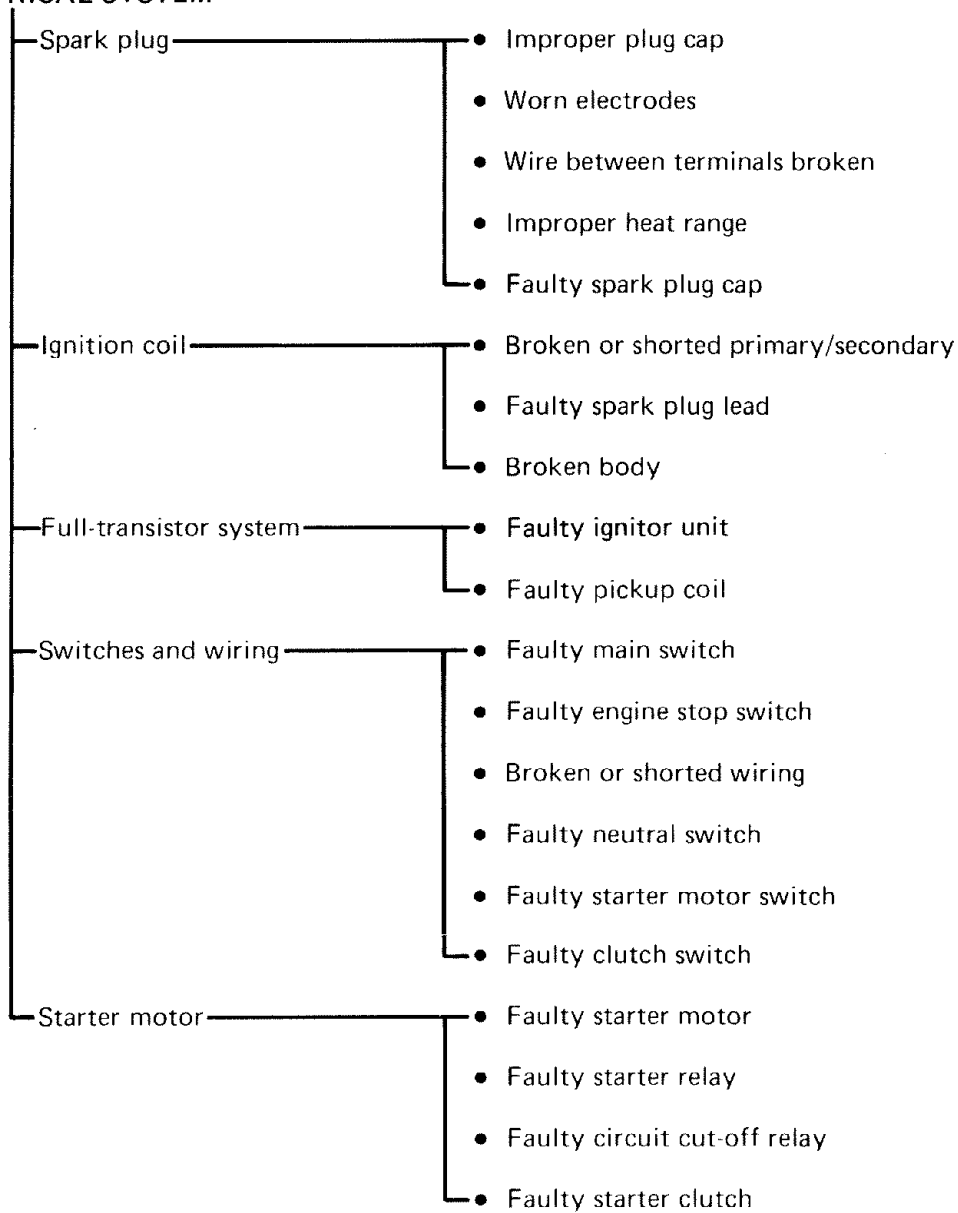 Spark plug
• Improper plug cap
• Worn electrodes
• Wire between terminals broken
• Improper heat range
• Faulty spark plug cap
Ignition coil
• Broken or shorted primary/secondary
• Faulty spark plug lead
• Broken body
Full-transistor system
• Faulty ignitor unit
• Faulty pickup coil
Switches and wiring
• Faulty main switch
• Faulty engine stop switch
• Broken or shorted wiring
• Faulty neutral switch
• Faulty starter motor switch
• Faulty clutch switch
Starter motor
• Faulty starter motor
• Faulty starter relay
• Faulty circuit cut-off relay
• Faulty starter clutch